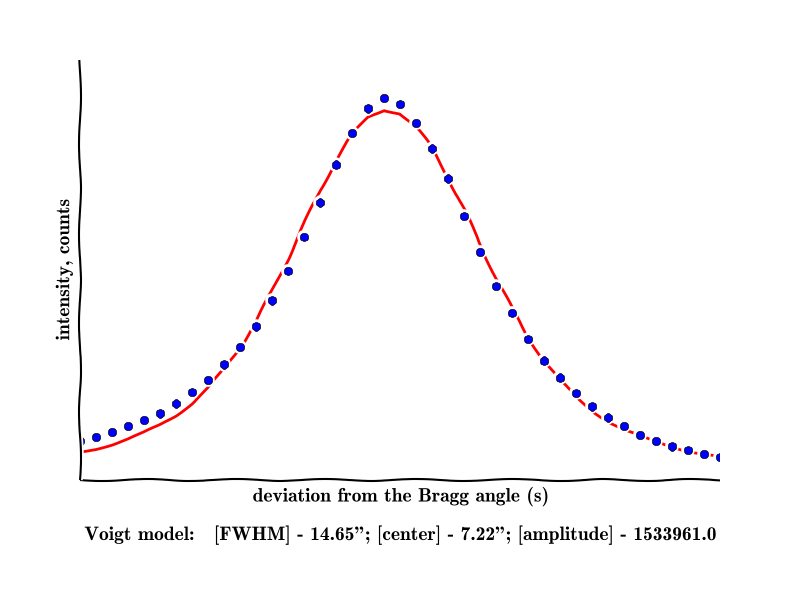 intensity, counts
deviation from the Bragg angle (s)
Voigt model: [FWHM] - 14.65”; [center] - 7.22”; [amplitude] - 1533961.0